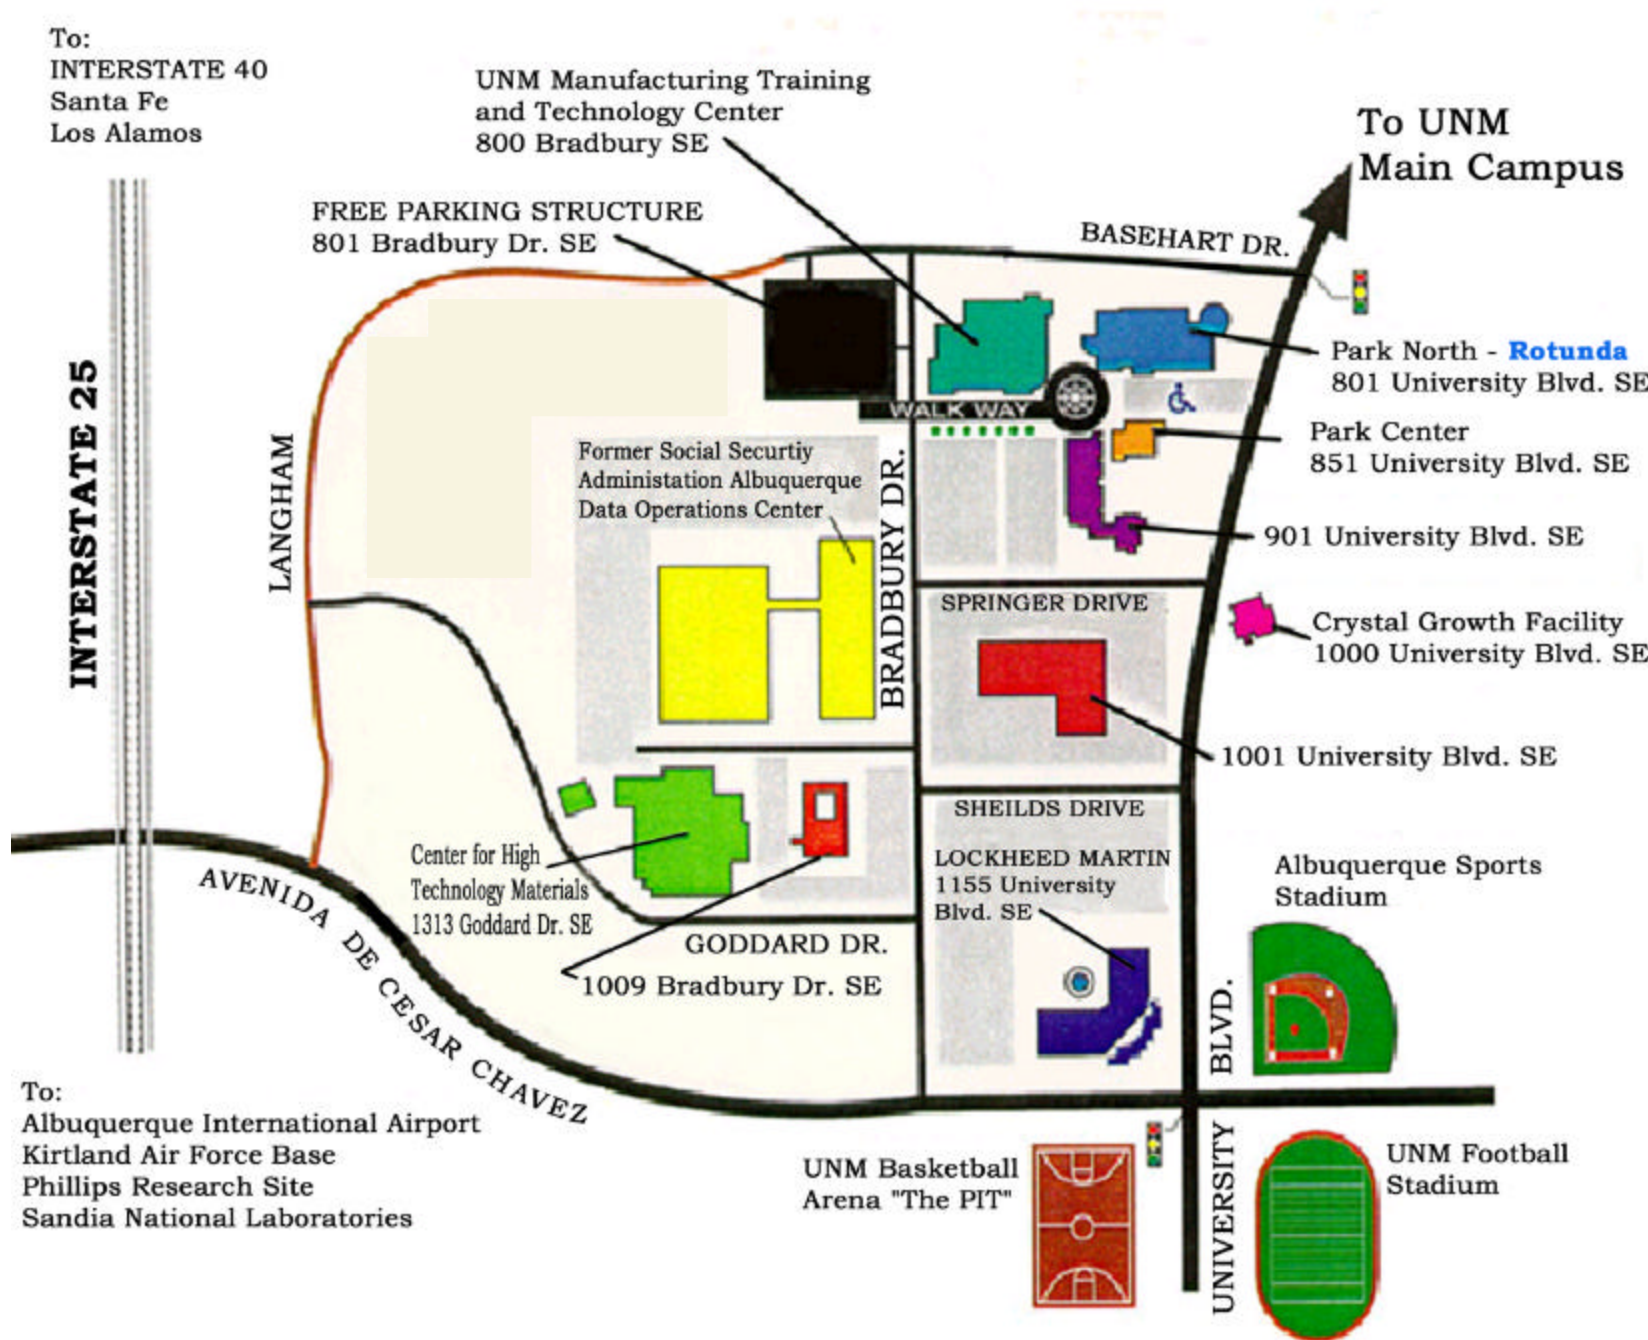 To:
INTERSTATE 40
Santa Fe
Los Alamos
UNM Manufacturing Training
and Technology Center
800 Bradbury SE
To UNM
Main Campus
FREE PARKING STRUCTURE
801 Bradbury Dr. SE
BASEHART DR.
Park North - Rotunda
801 University Blvd. SE
WALK WAY
Park Center
851 University Blvd. SE
INTERSTATE 25
LANGHAM
Former Social Securtiy
Administation Albuquerque
Data Operations Center
BRADBURY DR.
901 University Blvd. SE
SPRINGER DRIVE
Crystal Growth Facility
1000 University Blvd. SE
1001 University Blvd. SE
SHEILDS DRIVE
Center for High
Technology Materials
1313 Goddard Dr. SE
LOCKHEED MARTIN
1155 University
Blvd. SE
Albuquerque Sports
Stadium
AVENIDA DE CESAR CHAVEZ
GODDARD DR.
1009 Bradbury Dr. SE
To:
Albuquerque International Airport
Kirtland Air Force Base
Phillips Research Site
Sandia National Laboratories
UNM Basketball
Arena "The PIT"
UNIVERSITY BLVD.
UNM Football
Stadium